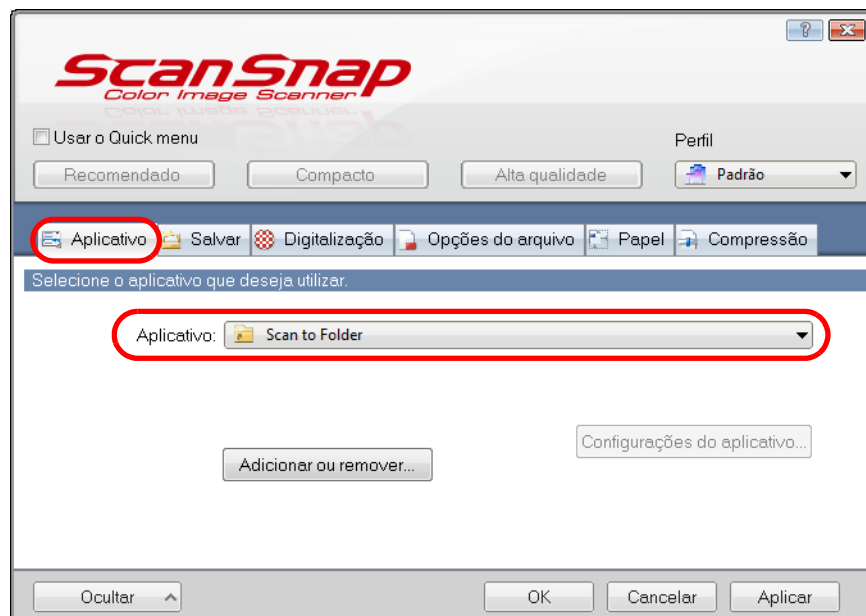 ScanSnap
Color Image Scanner
Usar o Quick menu
Perfil
Recomendado Compacto Alta qualidade Padrão
Aplicativo Salvar Digitalização Opções do arquivo Papel Compressão
Selecione o aplicativo que deseja utilizar.
Aplicativo: Scan to Folder
Configurações do aplicativo...
Adicionar ou remover...
Ocultar OK Cancelar Aplicar